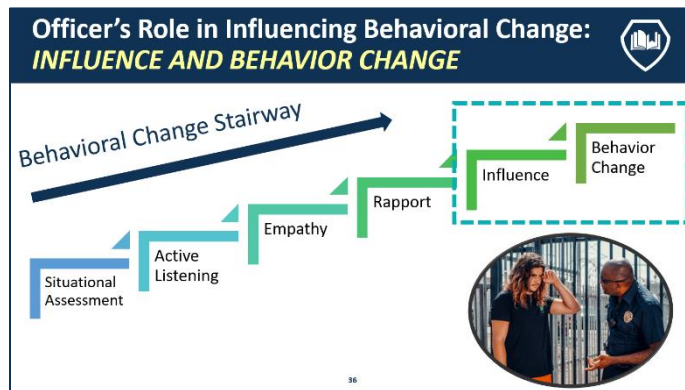 Officer's Role in Influencing Behavioral Change:
INFLUENCE AND BEHAVIOR CHANGE
Behavioral Change Stairway
Situational
Assessment
Active
Listening
Empathy
Rapport
Influence
Behavior
Change
36